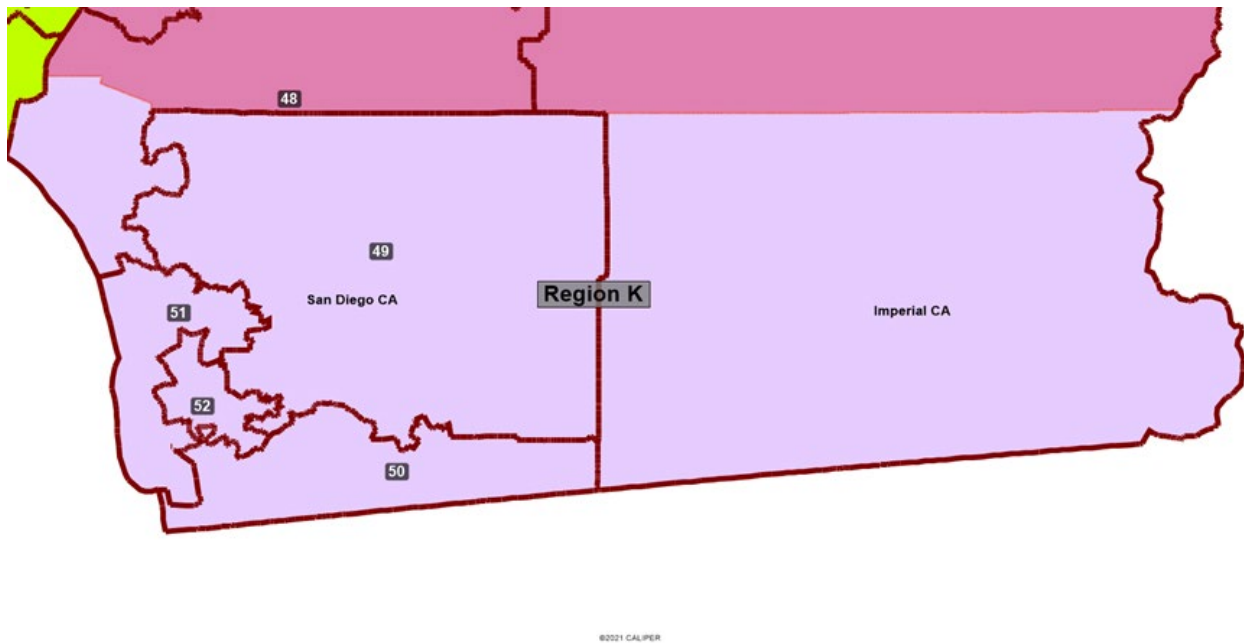 48
49
Region K
San Diego CA
Imperial CA
51
52
50
©2021 CALIPER